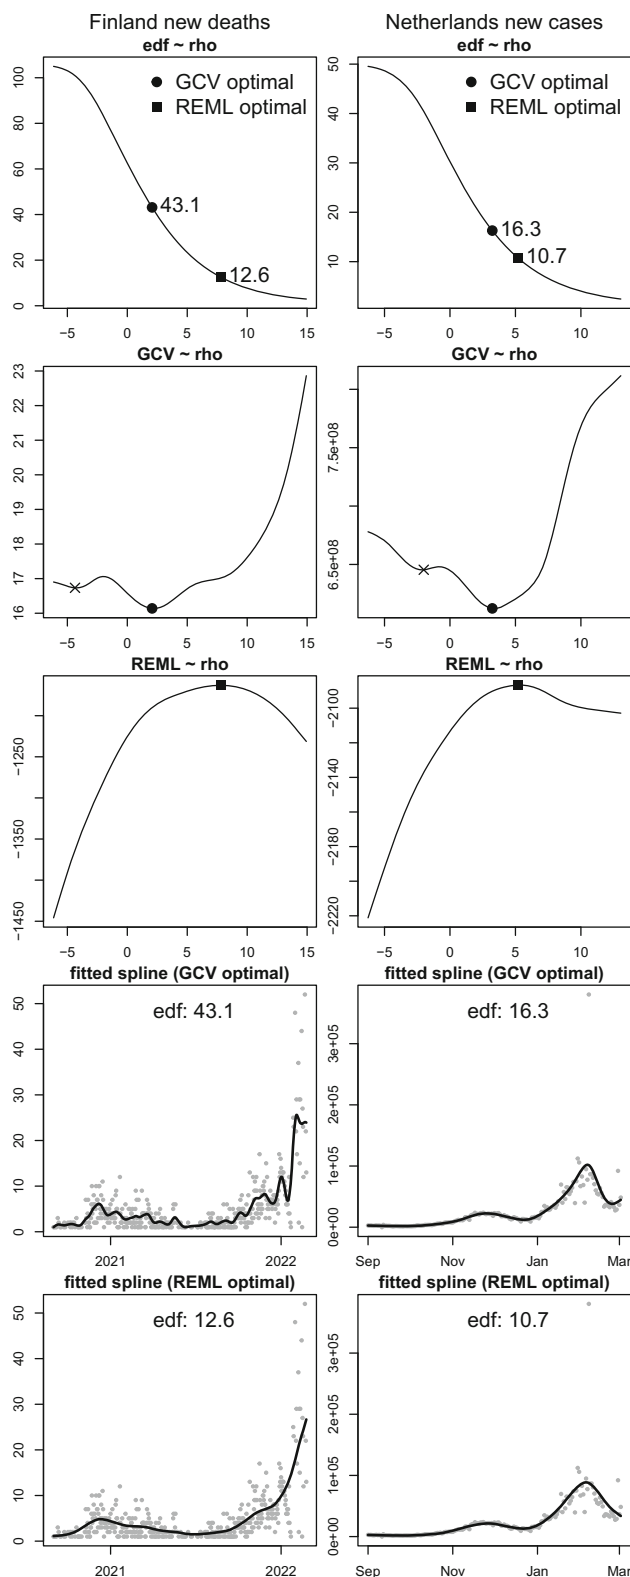 Finland new deaths Netherlands new cases
edf ~ rho edf ~ rho
GCV optimal GCV optimal
REML optimal REML optimal
100
80
60
40
20
0
43.1
12.6
−5 0 5 10 15
50
40
30
20
10
16.3
10.7
−5 0 5 10
GCV ~ rho GCV ~ rho
23
22
21
20
19
18
17
16
−5 0 5 10 15
7.5e+08
6.5e+08
−5 0 5 10
REML ~ rho REML ~ rho
−1250
−1350
−1450
−5 0 5 10 15
−2100
−2140
−2180
−2220
−5 0 5 10
fitted spline (GCV optimal) fitted spline (GCV optimal)
edf: 43.1 edf: 16.3
50
40
30
20
10
0
2021 2022
3e+05
2e+05
1e+05
0e+00
Sep Nov Jan Mar
fitted spline (REML optimal) fitted spline (REML optimal)
edf: 12.6 edf: 10.7
50
40
30
20
10
0
2021 2022
3e+05
2e+05
1e+05
0e+00
Sep Nov Jan Mar